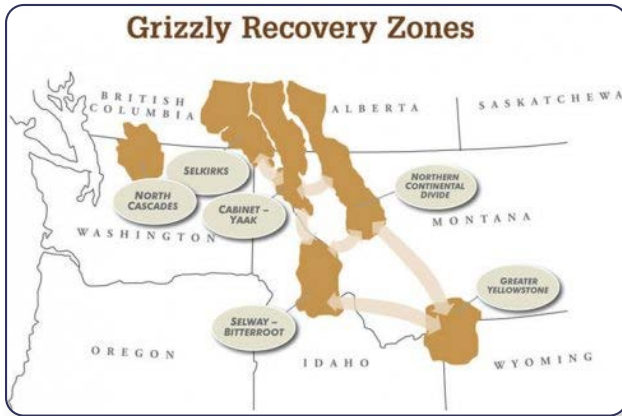 Grizzly Recovery Zones
BRITISH
COLUMBIA
ALBERTA
SASKATCHEWA
SELKIRKS
NORTH
CASCADES
CABINET –
YAAK
NORTHERN
CONTINENTAL
DIVIDE
MONTANA
WASHINGTON
GREATER
YELLOWSTONE
SELWAY –
BITTERROOT
OREGON
IDAHO
WYOMING